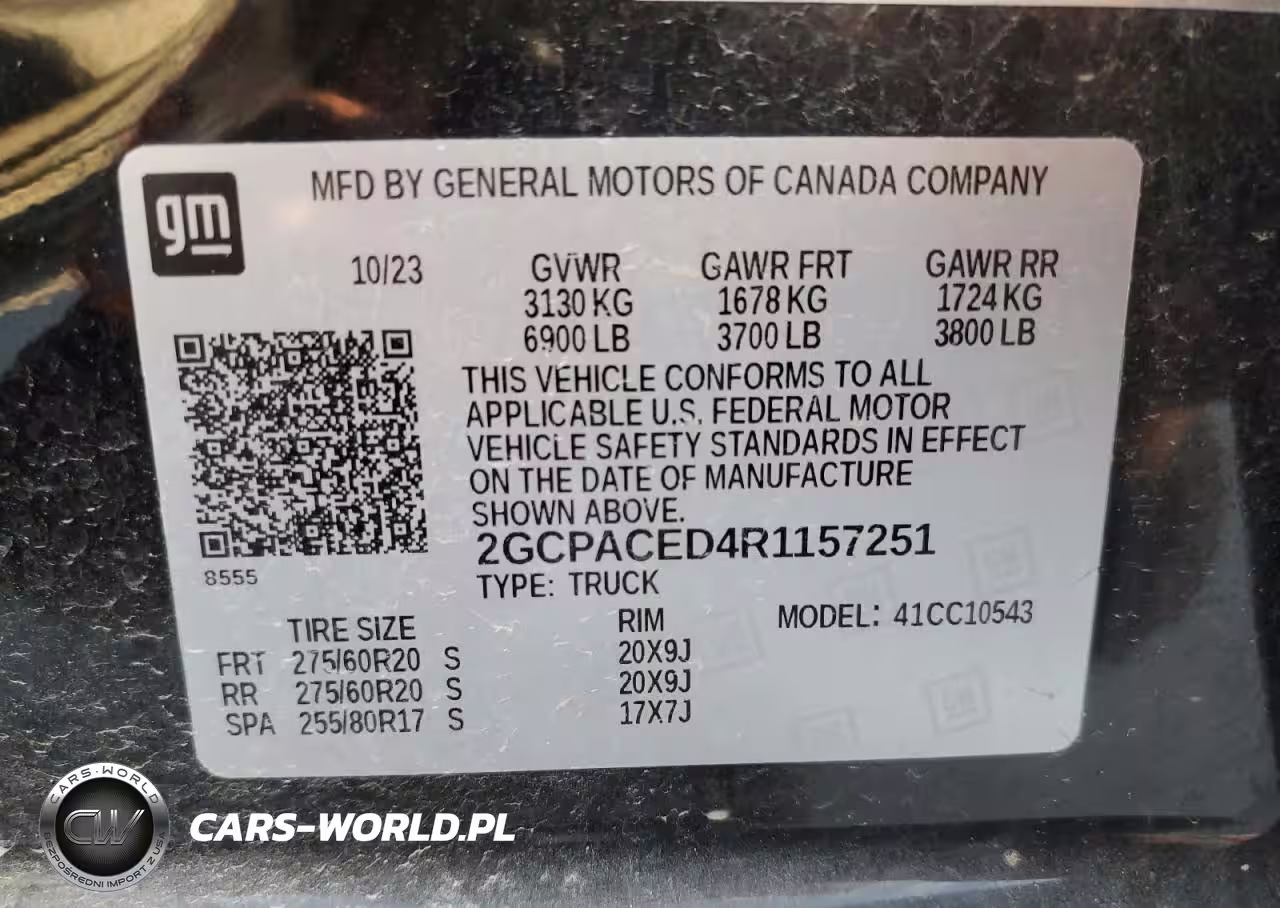 gm
MFD BY GENERAL MOTORS OF CANADA COMPANY
10/23 GVWR GAWR FRT GAWR RR
3130 KG 1678 KG 1724 KG
6900 LB 3700 LB 3800 LB
THIS VEHICLE CONFORMS TO ALL
APPLICABLE U.S. FEDERAL MOTOR
VEHICLE SAFETY STANDARDS IN EFFECT
ON THE DATE OF MANUFACTURE
SHOWN ABOVE.
2GCPACED4R1157251
8555
TYPE: TRUCK
TIRE SIZE RIM MODEL: 41CC10543
FRT 275/60R20 S 20X9J
RR 275/60R20 S 20X9J
SPA 255/80R17 S 17X7J
CARS-WORLD
CW
BEZPOŚREDNI IMPORT Z USA
CARS-WORLD.PL